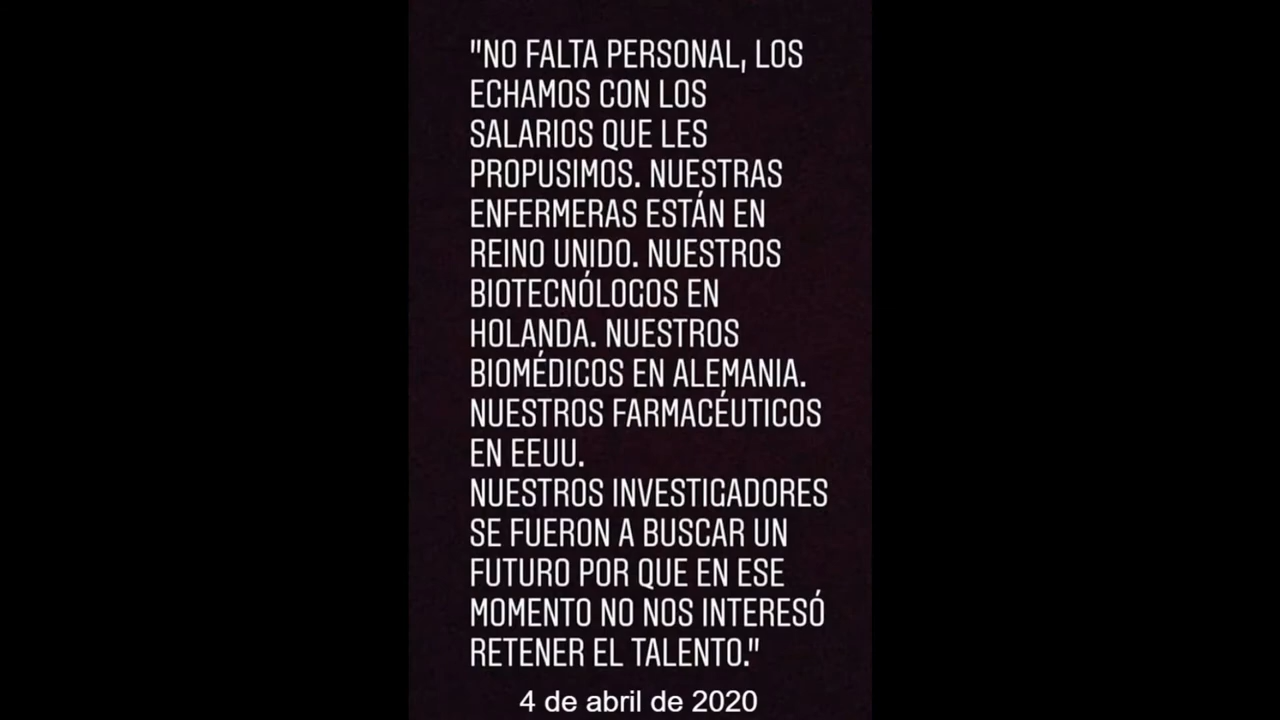 "NO FALTA PERSONAL, LOS
ECHAMOS CON LOS
SALARIOS QUE LES
PROPUSIMOS. NUESTRAS
ENFERMERAS ESTÁN EN
REINO UNIDO. NUESTROS
BIOTECNÓLOGOS EN
HOLANDA. NUESTROS
BIOMÉDICOS EN ALEMANIA.
NUESTROS FARMACÉUTICOS
EN EEUU.
NUESTROS INVESTIGADORES
SE FUERON A BUSCAR UN
FUTURO POR QUE EN ESE
MOMENTO NO NOS INTERESÓ
RETENER EL TALENTO."
4 de abril de 2020